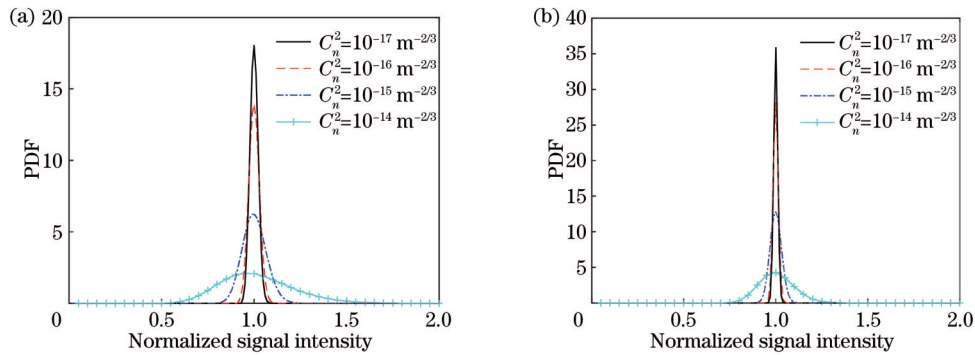 (a)
20
15
10
5
0
0.5
1.0
1.5
2.0
PDF
Normalized signal intensity
C_n^2=10^{-17} m^{-2/3}
C_n^2=10^{-16} m^{-2/3}
C_n^2=10^{-15} m^{-2/3}
C_n^2=10^{-14} m^{-2/3}
(b)
40
35
30
25
20
15
10
5
0
0.5
1.0
1.5
2.0
PDF
Normalized signal intensity
C_n^2=10^{-17} m^{-2/3}
C_n^2=10^{-16} m^{-2/3}
C_n^2=10^{-15} m^{-2/3}
C_n^2=10^{-14} m^{-2/3}